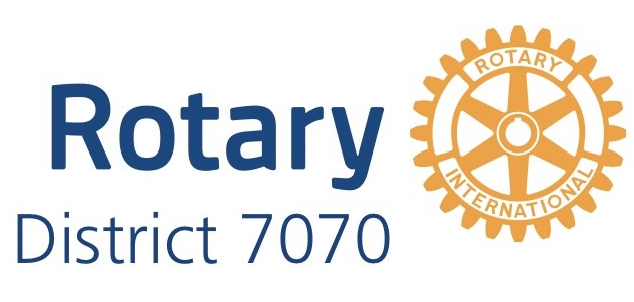 Rotary
District 7070
ROTARY
INTERNATIONAL